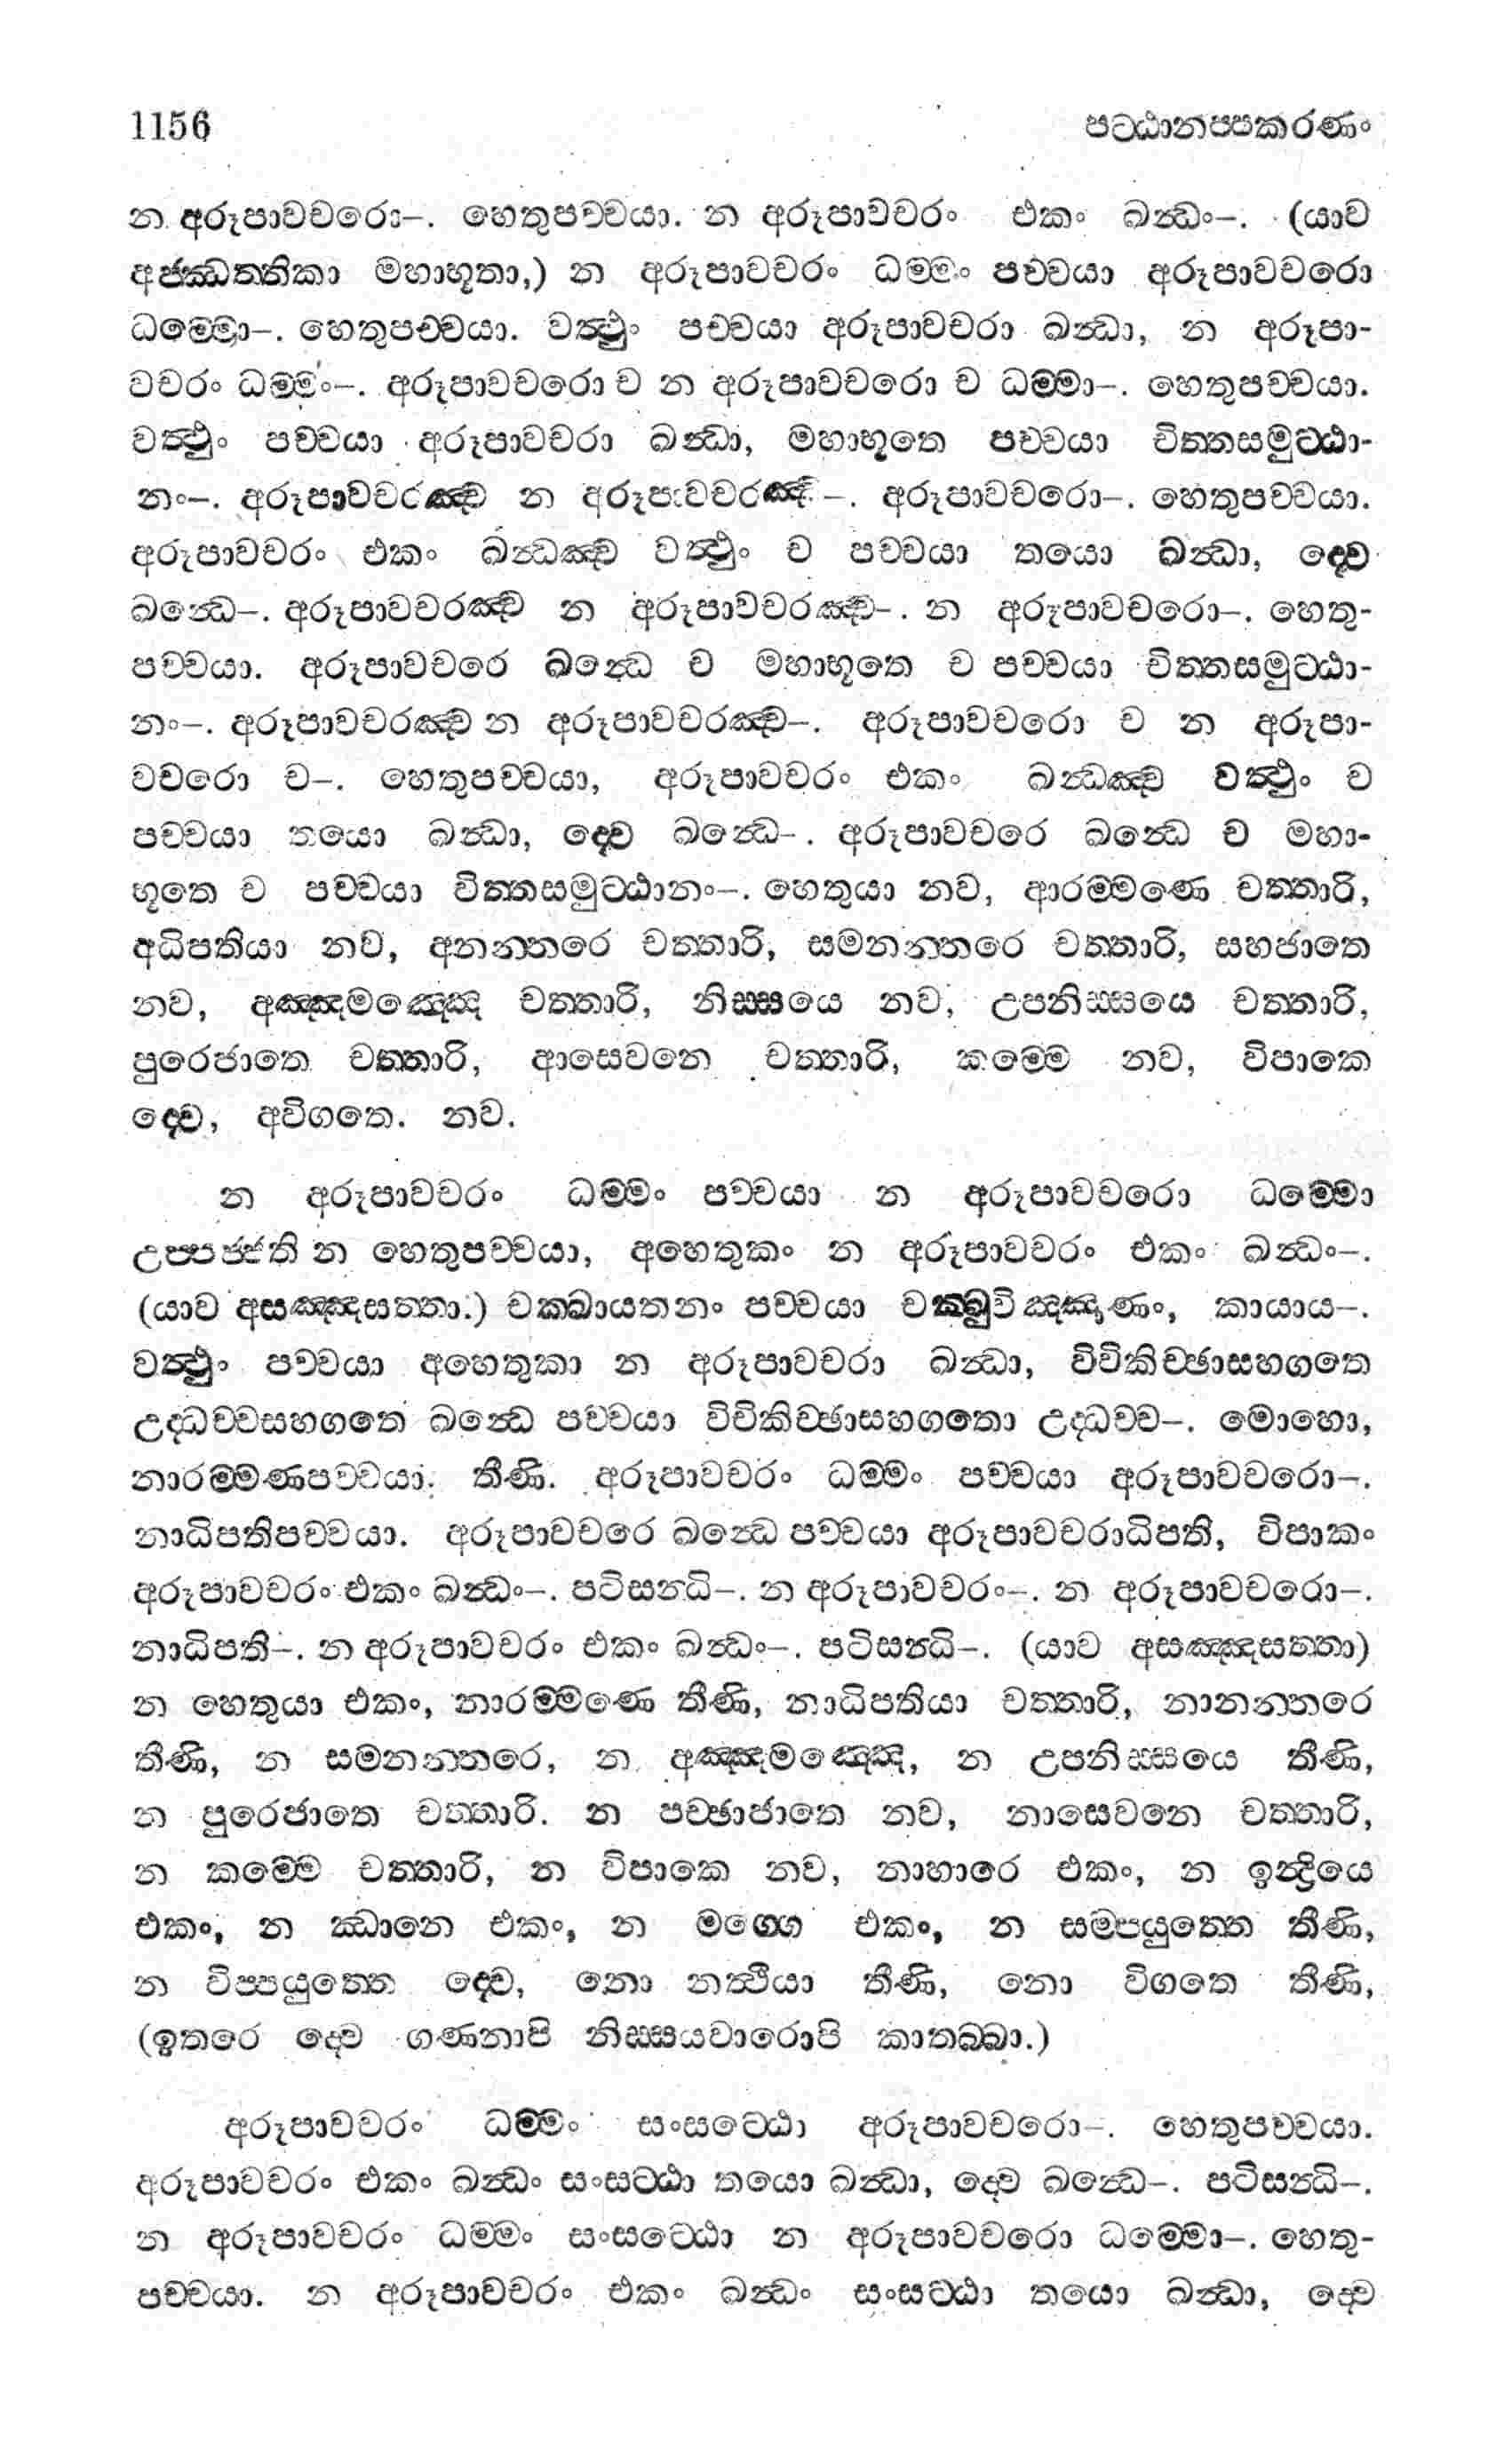 1156 පට්ඨානප්පකරණං
න අරූපාවචරො–. හෙතුපච්චයා. න අරූපාවචරං එකං ඛන්ධං–. (යාව
අජ්ඣත්තිකා මහාභූතා,) න අරූපාවචරං ධම්මං පච්චයා අරූපාවචරො
ධම්මො–. හෙතුපච්චයා. වත්ථුං පච්චයා අරූපාවචරා ඛන්ධා, න අරූපා-
වචරං ධම්මං–. අරූපාවචරො ච න අරූපාවචරො ච ධම්මා–. හෙතුපච්චයා.
වත්ථුං පච්චයා අරූපාවචරා ඛන්ධා, මහාභූතෙ පච්චයා චිත්තසමුට්ඨා-
නං–. අරූපාවචරඤ්ච න අරූපාවචරඤ්ච–. අරූපාවචරො–. හෙතුපච්චයා.
අරූපාවචරං එකං ඛන්ධඤ්ච වත්ථුං ච පච්චයා තයො ඛන්ධා, ද්වෙ
ඛන්ධෙ–. අරූපාවචරඤ්ච න අරූපාවචරඤ්ච–. න අරූපාවචරො–. හෙතු-
පච්චයා. අරූපාවචරෙ ඛන්ධෙ ච මහාභූතෙ ච පච්චයා චිත්තසමුට්ඨා-
නං–. අරූපාවචරඤ්ච න අරූපාවචරඤ්ච–. අරූපාවචරො ච න අරූපා-
වචරො ච–. හෙතුපච්චයා, අරූපාවචරං එකං ඛන්ධඤ්ච වත්ථුං ච
පච්චයා තයො ඛන්ධා, ද්වෙ ඛන්ධෙ–. අරූපාවචරෙ ඛන්ධෙ ච මහා-
භූතෙ ච පච්චයා චිත්තසමුට්ඨානං–. හෙතුයා නව, ආරම්මණෙ චත්තාරි,
අධිපතියා නව, අනන්තරෙ චත්තාරි, සමනන්තරෙ චත්තාරි, සහජාතෙ
නව, අඤ්ඤමඤ්ඤෙ චත්තාරි, නිස්සයෙ නව, උපනිස්සයෙ චත්තාරි,
පුරෙජාතෙ චත්තාරි, ආසෙවනෙ චත්තාරි, කම්මෙ නව, විපාකෙ
ද්වෙ, අවිගතෙ. නව.
න අරූපාවචරං ධම්මං පච්චයා න අරූපාවචරො ධම්මො
උප්පජ්ජති න හෙතුපච්චයා, අහෙතුකං න අරූපාවචරං එකං ඛන්ධං–.
(යාව අසඤ්ඤසත්තා.) චක්ඛායතනං පච්චයා චක්ඛුවිඤ්ඤාණං, කායාය–.
වත්ථුං පච්චයා අහෙතුකා න අරූපාවචරා ඛන්ධා, විචිකිච්ඡාසහගතෙ
උද්ධච්චසහගතෙ ඛන්ධෙ පච්චයා විචිකිච්ඡාසහගතො උද්ධච්ච–. මොහො,
නාරම්මණපච්චයා. තීණි. අරූපාවචරං ධම්මං පච්චයා අරූපාවචරො–.
නාධිපතිපච්චයා. අරූපාවචරෙ ඛන්ධෙ පච්චයා අරූපාවචරාධිපති, විපාකං
අරූපාවචරං එකං ඛන්ධං–. පටිසන්ධි–. න අරූපාවචරං–. න අරූපාවචරො–.
නාධිපති–. න අරූපාවචරං එකං ඛන්ධං–. පටිසන්ධි–. (යාව අසඤ්ඤසත්තා)
න හෙතුයා එකං, නාරම්මණෙ තීණි, නාධිපතියා චත්තාරි, නානන්තරෙ
තීණි, න සමනන්තරෙ, න අඤ්ඤමඤ්ඤෙ, න උපනිස්සයෙ තීණි,
න පුරෙජාතෙ චත්තාරි. න පච්ඡාජාතෙ නව, නාසෙවනෙ චත්තාරි,
න කම්මෙ චත්තාරි, න විපාකෙ නව, නාහාරෙ එකං, න ඉන්ද්‍රියෙ
එකං, න ඣානෙ එකං, න මග්ගෙ එකං, න සම්පයුත්තෙ තීණි,
න විප්පයුත්තෙ ද්වෙ, නො නත්ථියා තීණි, නො විගතෙ තීණි,
(ඉතරෙ ද්වෙ ගණනාපි නිස්සයවාරොපි කාතබ්බා.)
අරූපාවචරං ධම්මං සංසට්ඨො අරූපාවචරො–. හෙතුපච්චයා.
අරූපාවචරං එකං ඛන්ධං සංසට්ඨා තයො ඛන්ධා, ද්වෙ ඛන්ධෙ–. පටිසන්ධි–.
න අරූපාවචරං ධම්මං සංසට්ඨො න අරූපාවචරො ධම්මො–. හෙතු-
පච්චයා. න අරූපාවචරං එකං ඛන්ධං සංසට්ඨා තයො ඛන්ධා, ද්වෙ